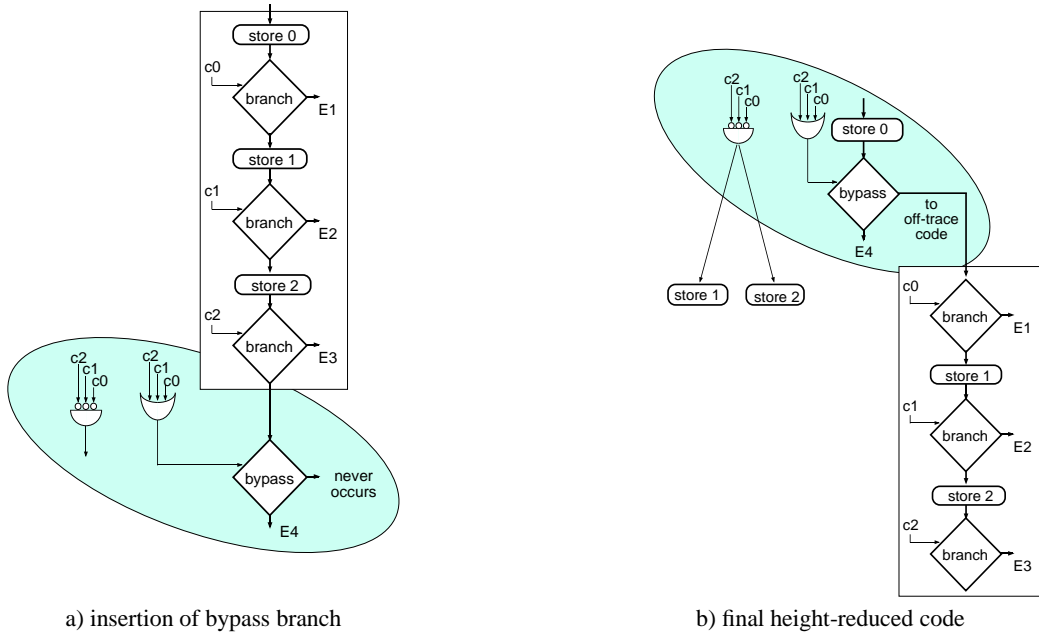 store 0
c0
branch
E1
store 1
c1
branch
E2
store 2
c2
branch
E3
c2
c1
c0
c2
c1
c0
bypass
never
occurs
E4
a) insertion of bypass branch
c2
c1
c0
c2
c1
c0
store 0
bypass
to
off-trace
code
E4
store 1
store 2
c0
branch
E1
store 1
c1
branch
E2
store 2
c2
branch
E3
b) final height-reduced code